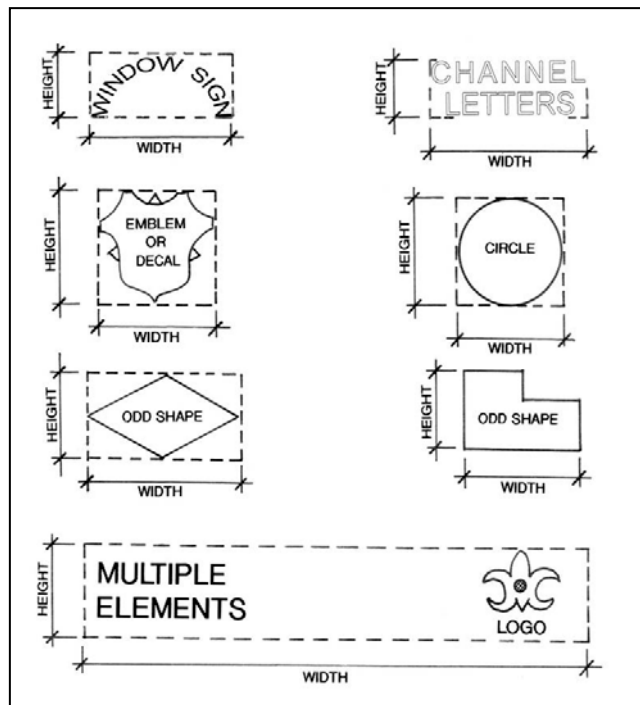 HEIGHT
WINDOW SIGN
WIDTH
HEIGHT
CHANNEL
LETTERS
WIDTH
HEIGHT
EMBLEM
OR
DECAL
WIDTH
HEIGHT
CIRCLE
WIDTH
HEIGHT
ODD SHAPE
WIDTH
HEIGHT
ODD SHAPE
WIDTH
HEIGHT
MULTIPLE
ELEMENTS
LOGO
WIDTH